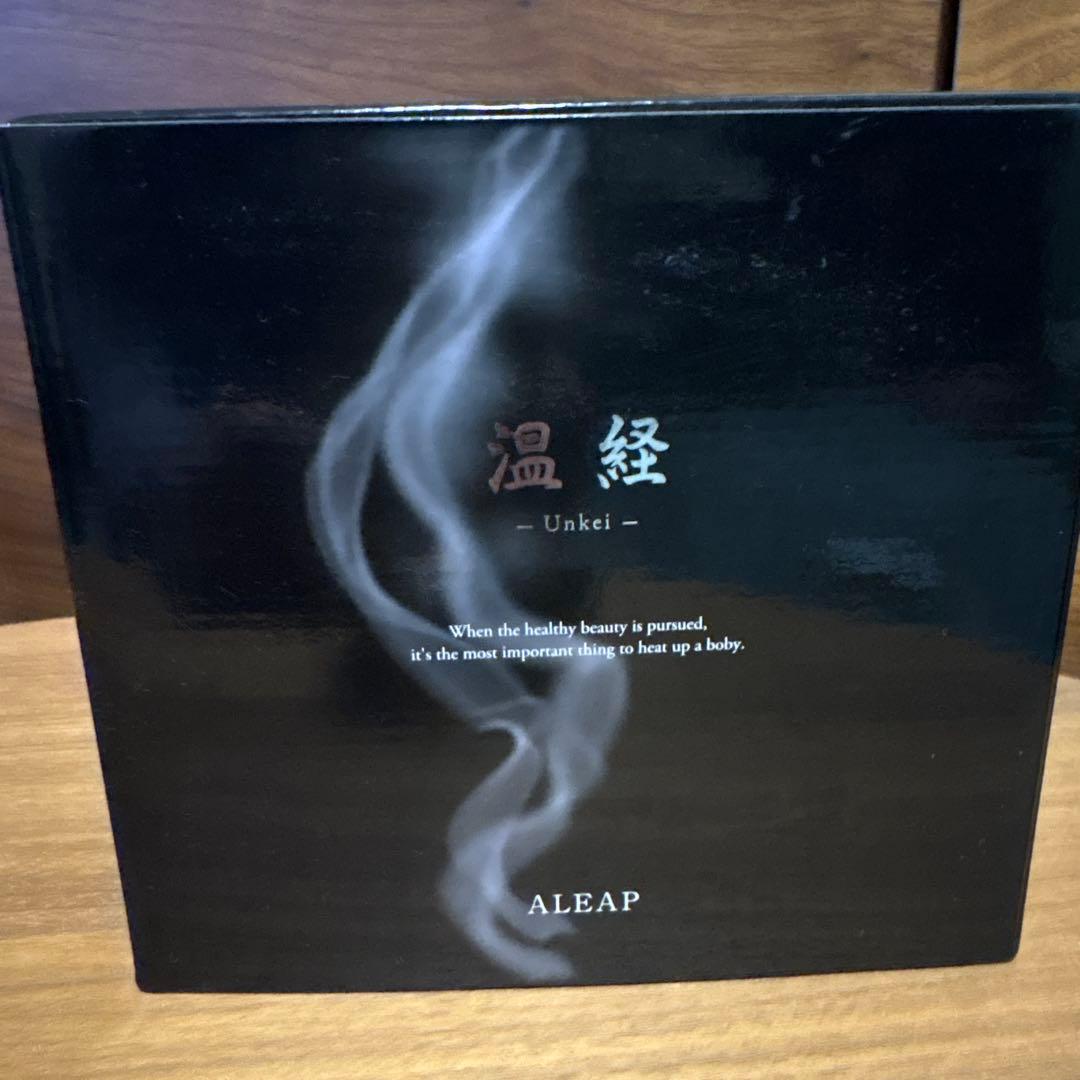 温 経
– Unkei –
When the healthy beauty is pursued,
it's the most important thing to heat up a boby.
ALEAP